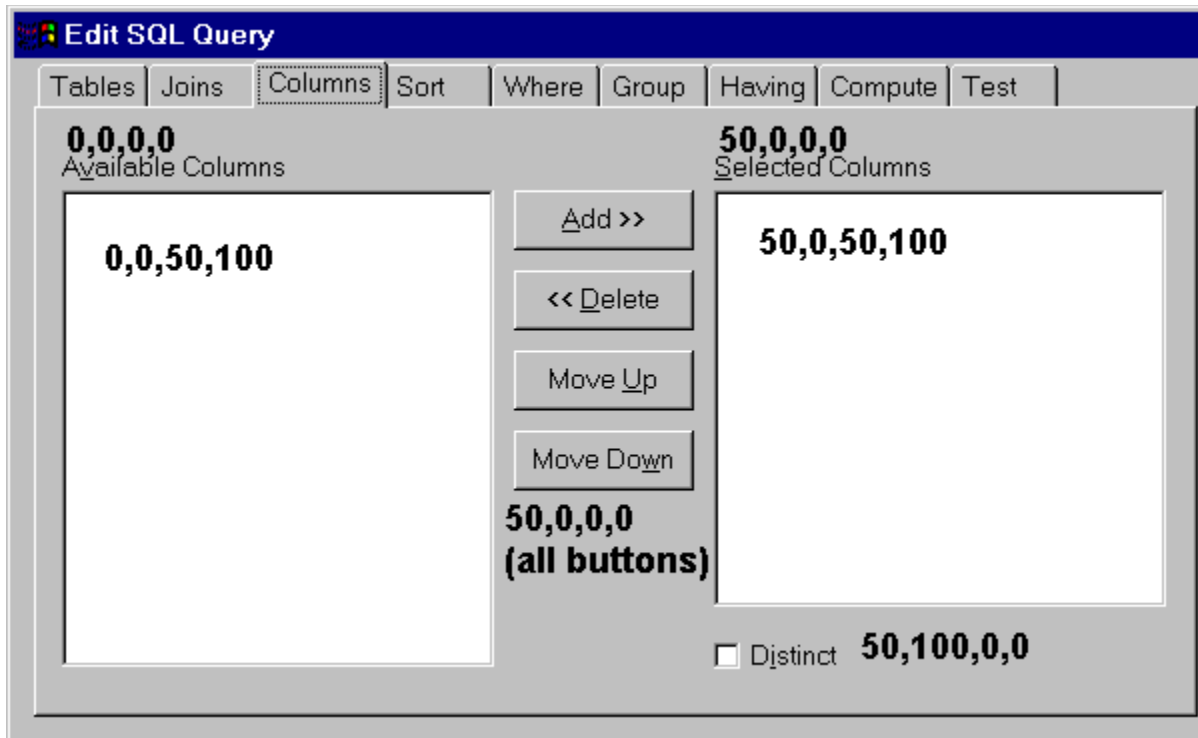 Edit SQL Query
Tables Joins Columns Sort Where Group Having Compute Test
0,0,0,0
Available Columns
0,0,50,100
Add >>
<< Delete
Move Up
Move Down
50,0,0,0
(all buttons)
50,0,0,0
Selected Columns
50,0,50,100
Distinct 50,100,0,0